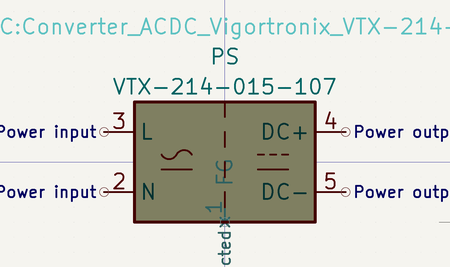 C:Converter_ACDC_Vigortronix_VTX-214-
PS
VTX-214-015-107
Power input 3 L DC+ 4 Power outp
FG
Power input 2 N DC- 5 Power outp
1
cted